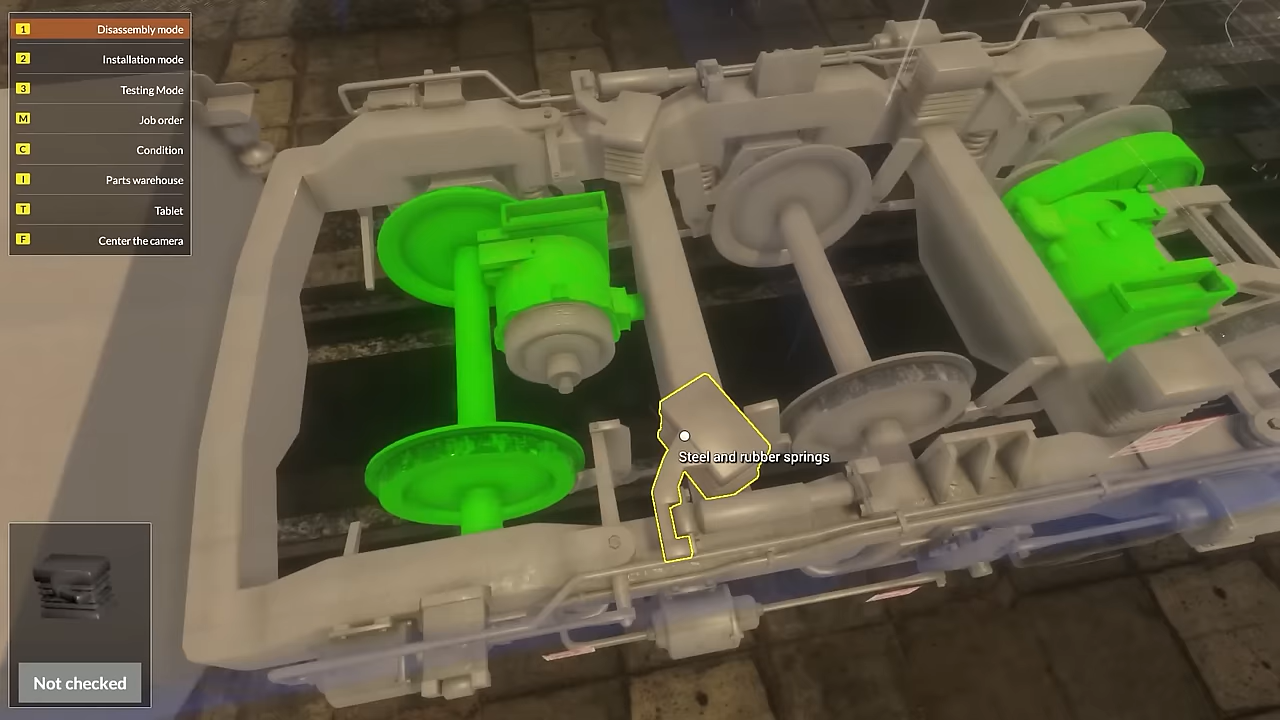 1 Disassembly mode
2 Installation mode
3 Testing Mode
M Job order
C Condition
I Parts warehouse
T Tablet
F Center the camera
Steel and rubber springs
Not checked